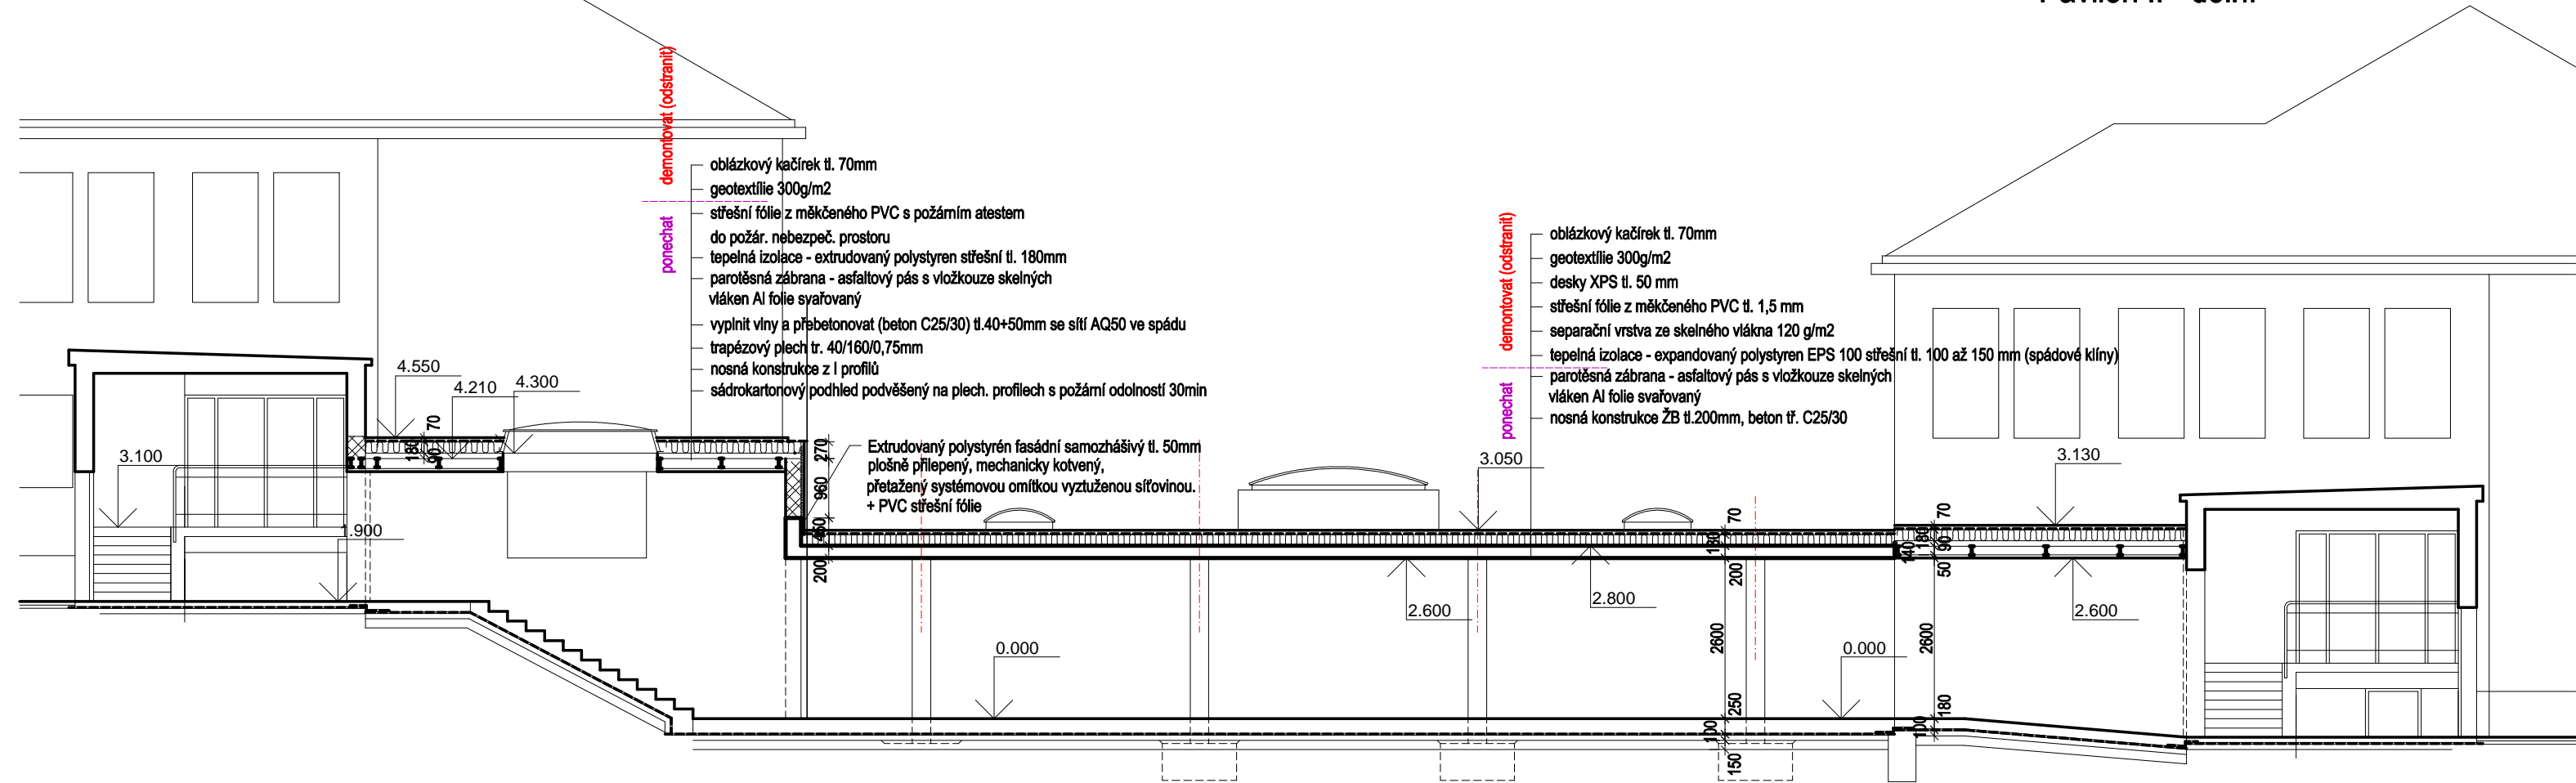 Pavilon II - dolní
demontovat (odstranit)
ponechat
oblázkový kačírek tl. 70mm
geotextílie 300g/m2
střešní fólie z měkčeného PVC s požárním atestem
do požár. nebezpeč. prostoru
tepelná izolace - extrudovaný polystyren střešní tl. 180mm
parotěsná zábrana - asfaltový pás s vložkouze skelných
vláken Al folie svařovaný
vyplnit vlny a přebetonovat (beton C25/30) tl.40+50mm se sítí AQ50 ve spádu
trapézový plech tr. 40/160/0,75mm
nosná konstrukce z I profilů
sádrokartonový podhled podvěšený na plech. profilech s požární odolností 30min
demontovat (odstranit)
ponechat
oblázkový kačírek tl. 70mm
geotextílie 300g/m2
desky XPS tl. 50 mm
střešní fólie z měkčeného PVC tl. 1,5 mm
separační vrstva ze skelného vlákna 120 g/m2
tepelná izolace - expandovaný polystyren EPS 100 střešní tl. 100 až 150 mm (spádové klíny)
parotěsná zábrana - asfaltový pás s vložkouze skelných
vláken Al folie svařovaný
nosná konstrukce ŽB tl.200mm, beton tř. C25/30
Extrudovaný polystyrén fasádní samozhášivý tl. 50mm
plošně přilepený, mechanicky kotvený,
přetažený systémovou omítkou vyztuženou síťovinou.
+ PVC střešní fólie
4.550
4.210
4.300
3.100
1.900
70
180
90
270
960
450
200
3.050
3.130
2.600
2.800
2.600
0.000
0.000
70
180
200
2600
250
100
150
70
180
140
90
50
2600
180
100